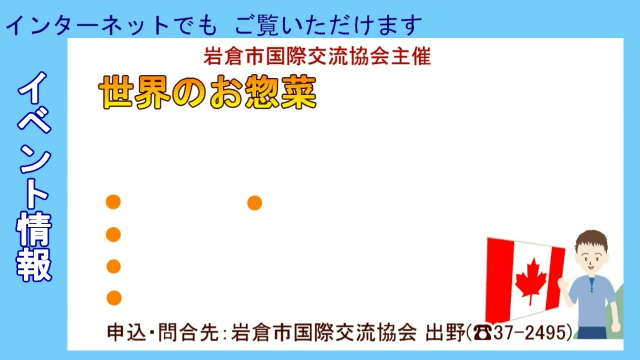 インターネットでも ご覧いただけます
イベント情報
岩倉市国際交流協会主催
世界のお惣菜
申込・問合先：岩倉市国際交流協会 出野(☎37-2495)